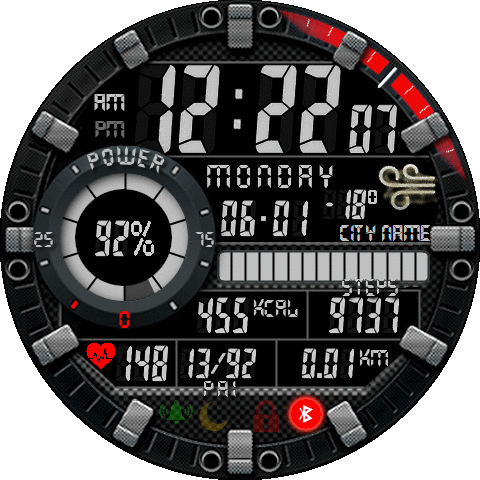 AM 12:22 07
PM
POWER
MONDAY
06-01 -18°
25 92% 75
CITY NAME
STEPS
455 KCAL 9737
0
148 13/92 0.01 KM
PAI